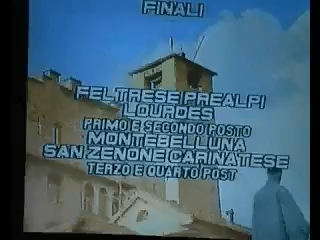 FINALI
FELTRESE PREALPI
LOURDES
PRIMO E SECONDO POSTO
MONTEBELLUNA
SAN ZENONE CARINATESE
TERZO E QUARTO POST